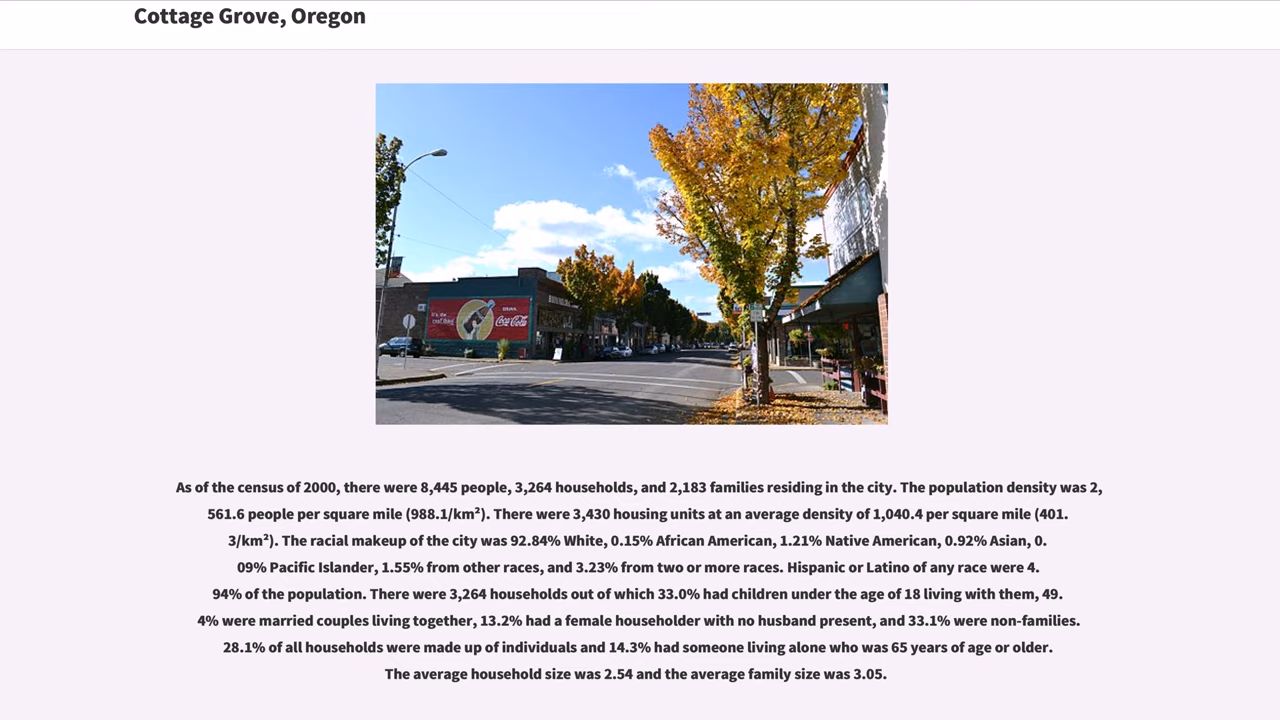 Cottage Grove, Oregon
It's the real thing
DRINK
Coca-Cola
As of the census of 2000, there were 8,445 people, 3,264 households, and 2,183 families residing in the city. The population density was 2,
561.6 people per square mile (988.1/km²). There were 3,430 housing units at an average density of 1,040.4 per square mile (401.
3/km²). The racial makeup of the city was 92.84% White, 0.15% African American, 1.21% Native American, 0.92% Asian, 0.
09% Pacific Islander, 1.55% from other races, and 3.23% from two or more races. Hispanic or Latino of any race were 4.
94% of the population. There were 3,264 households out of which 33.0% had children under the age of 18 living with them, 49.
4% were married couples living together, 13.2% had a female householder with no husband present, and 33.1% were non-families.
28.1% of all households were made up of individuals and 14.3% had someone living alone who was 65 years of age or older.
The average household size was 2.54 and the average family size was 3.05.